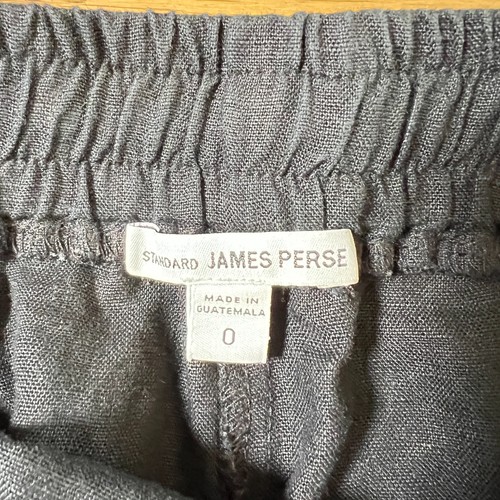 STANDARD JAMES PERSE
MADE IN
GUATEMALA
0